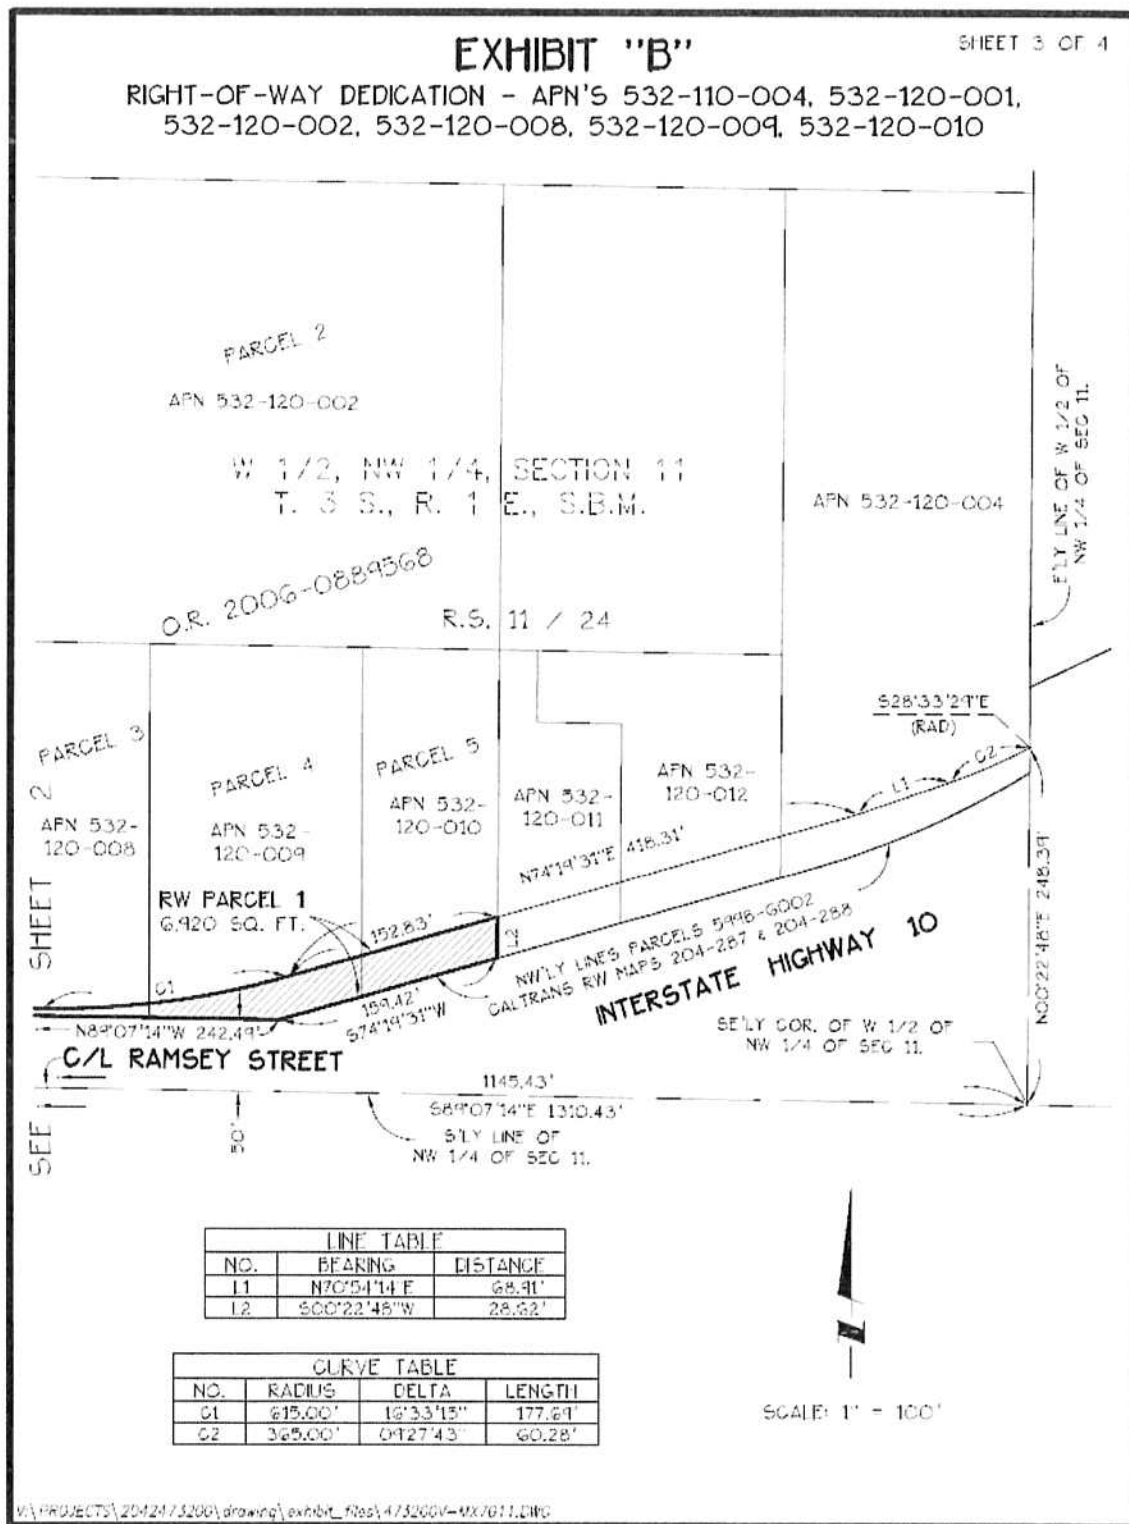 SHEET 3 OF 4
EXHIBIT "B"
RIGHT-OF-WAY DEDICATION - APN'S 532-110-004, 532-120-001,
532-120-002, 532-120-008, 532-120-009, 532-120-010
PARCEL 2
APN 532-120-002
W 1/2, NW 1/4, SECTION 11
T. 3 S., R. 1 E., S.B.M.
APN 532-120-004
E'LY LINE OF W 1/2 OF
NW 1/4 OF SEC 11.
O.R. 2006-0889568
R.S. 11 / 24
S28°33'29"E
(RAD)
PARCEL 3
APN 532-
120-008
PARCEL 4
APN 532-
120-009
PARCEL 5
APN 532-
120-010
APN 532-
120-011
APN 532-
120-012
L1
C2
N74°19'31"E 418.31'
RW PARCEL 1
6,920 SQ. FT.
152.83'
L2
C1
159.42'
S74°19'31"W
NW'LY LINES PARCELS 5998-6002
CALTRANS RW MAPS 204-287 & 204-288
INTERSTATE HIGHWAY 10
N00°22'48"E 248.39'
N89°07'14"W 242.49'
C/L RAMSEY STREET
SE'LY COR. OF W 1/2 OF
NW 1/4 OF SEC 11.
1145.43'
S89°07'14"E 1310.43'
50'
S'LY LINE OF
NW 1/4 OF SEC 11.
SEE SHEET 2
LINE TABLE
NO. BEARING DISTANCE
L1 N70°54'14"E 68.91'
L2 S00°22'48"W 28.62'
CURVE TABLE
NO. RADIUS DELTA LENGTH
C1 615.00' 16°33'15" 177.69'
C2 365.00' 09°27'43" 60.28'
N
SCALE: 1" = 100'
V:\PROJECTS\2042473200\drawing\exhibit_files\473200V-MX7011.DWG